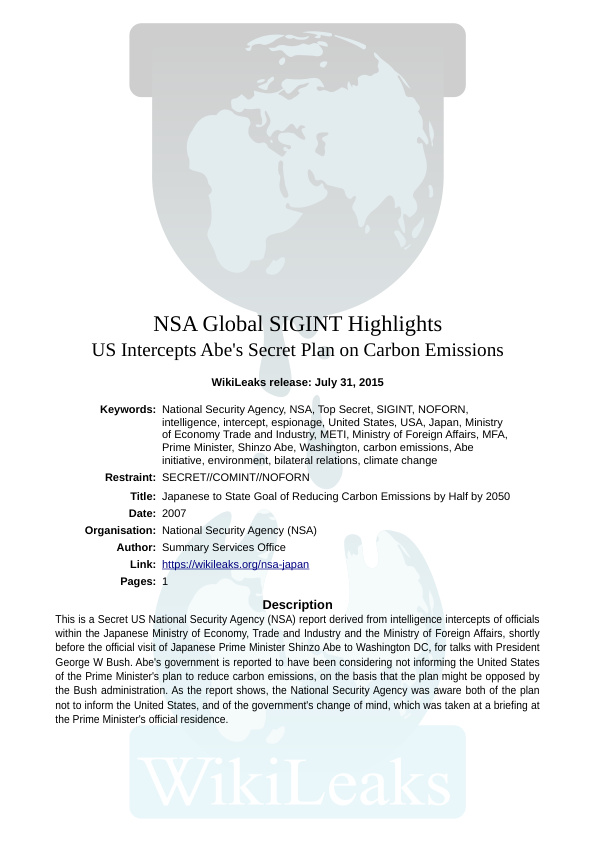 NSA Global SIGINT Highlights
US Intercepts Abe's Secret Plan on Carbon Emissions
WikiLeaks release: July 31, 2015
Keywords: National Security Agency, NSA, Top Secret, SIGINT, NOFORN,
intelligence, intercept, espionage, United States, USA, Japan, Ministry
of Economy Trade and Industry, METI, Ministry of Foreign Affairs, MFA,
Prime Minister, Shinzo Abe, Washington, carbon emissions, Abe
initiative, environment, bilateral relations, climate change
Restraint: SECRET//COMINT//NOFORN
Title: Japanese to State Goal of Reducing Carbon Emissions by Half by 2050
Date: 2007
Organisation: National Security Agency (NSA)
Author: Summary Services Office
Link: https://wikileaks.org/nsa-japan
Pages: 1
Description
This is a Secret US National Security Agency (NSA) report derived from intelligence intercepts of officials
within the Japanese Ministry of Economy, Trade and Industry and the Ministry of Foreign Affairs, shortly
before the official visit of Japanese Prime Minister Shinzo Abe to Washington DC, for talks with President
George W Bush. Abe's government is reported to have been considering not informing the United States
of the Prime Minister's plan to reduce carbon emissions, on the basis that the plan might be opposed by
the Bush administration. As the report shows, the National Security Agency was aware both of the plan
not to inform the United States, and of the government's change of mind, which was taken at a briefing at
the Prime Minister's official residence.
WikiLeaks